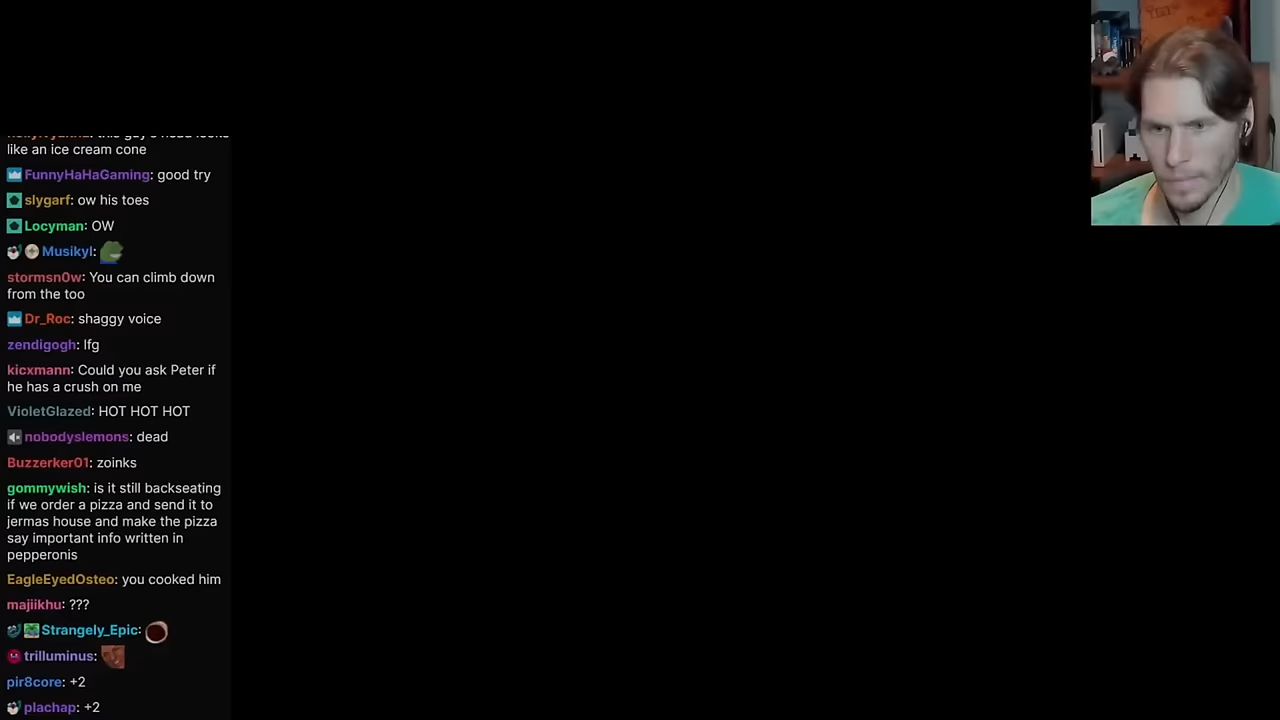 like an ice cream cone
FunnyHaHaGaming: good try
slygarf: ow his toes
Locyman: OW
Musikyl:
stormsn0w: You can climb down
from the too
Dr_Roc: shaggy voice
zendigogh: lfg
kicxmann: Could you ask Peter if
he has a crush on me
VioletGlazed: HOT HOT HOT
nobodyslemons: dead
Buzzerker01: zoinks
gommywish: is it still backseating
if we order a pizza and send it to
jermas house and make the pizza
say important info written in
pepperonis
EagleEyedOsteo: you cooked him
majiikhu: ???
Strangely_Epic:
trilluminus:
pir8core: +2
plachap: +2